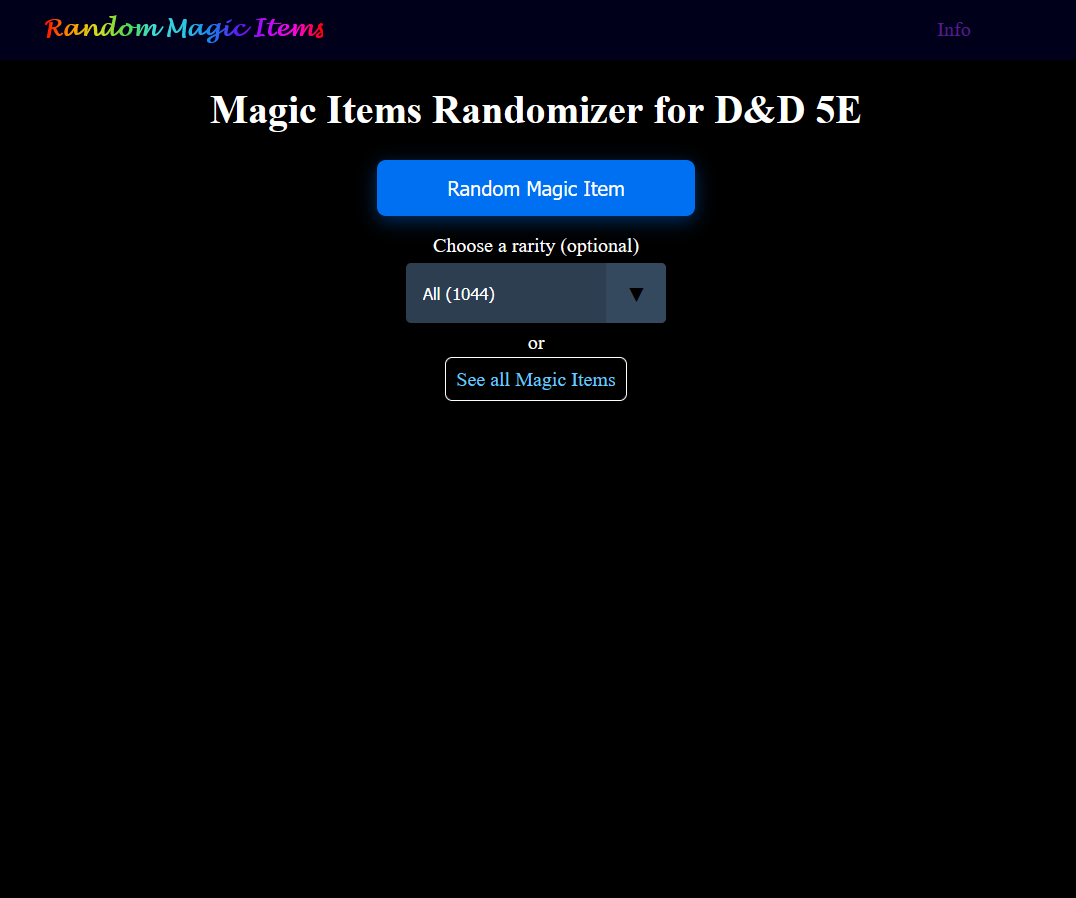 Random Magic Items
Info
Magic Items Randomizer for D&D 5E
Random Magic Item
Choose a rarity (optional)
All (1044)
or
See all Magic Items